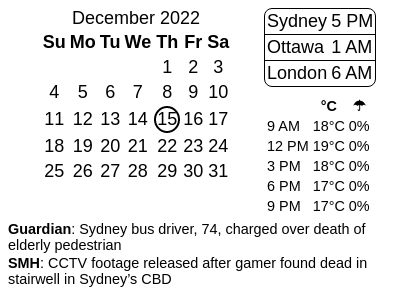 December 2022
Su Mo Tu We Th Fr Sa
1 2 3
4 5 6 7 8 9 10
11 12 13 14 15 16 17
18 19 20 21 22 23 24
25 26 27 28 29 30 31
Sydney 5 PM
Ottawa 1 AM
London 6 AM
°C ☂
9 AM 18°C 0%
12 PM 19°C 0%
3 PM 18°C 0%
6 PM 17°C 0%
9 PM 17°C 0%
Guardian: Sydney bus driver, 74, charged over death of
elderly pedestrian
SMH: CCTV footage released after gamer found dead in
stairwell in Sydney’s CBD